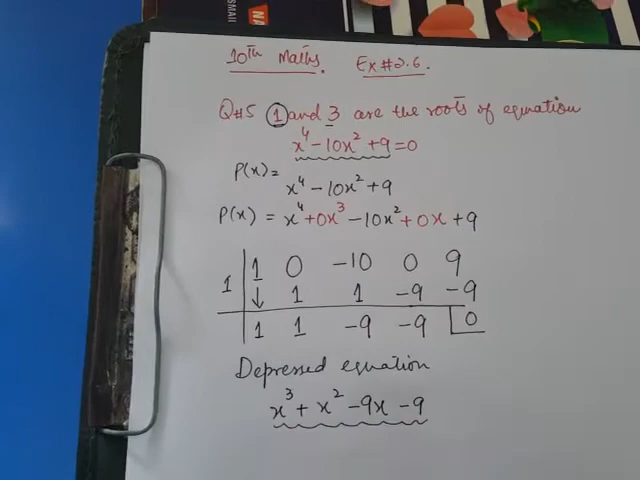 SMAII
NA
10Th Maths. Ex#2.6.
Q#5 1 and 3 are the roots of equation
x⁴ - 10x² + 9 = 0
P(x) =
x⁴ - 10x² + 9
P(x) = x⁴ + 0x³ - 10x² + 0x + 9
1 0 -10 0 9
1 ↓ 1 1 -9 -9
1 1 -9 -9 0
Depressed equation
x³ + x² - 9x - 9